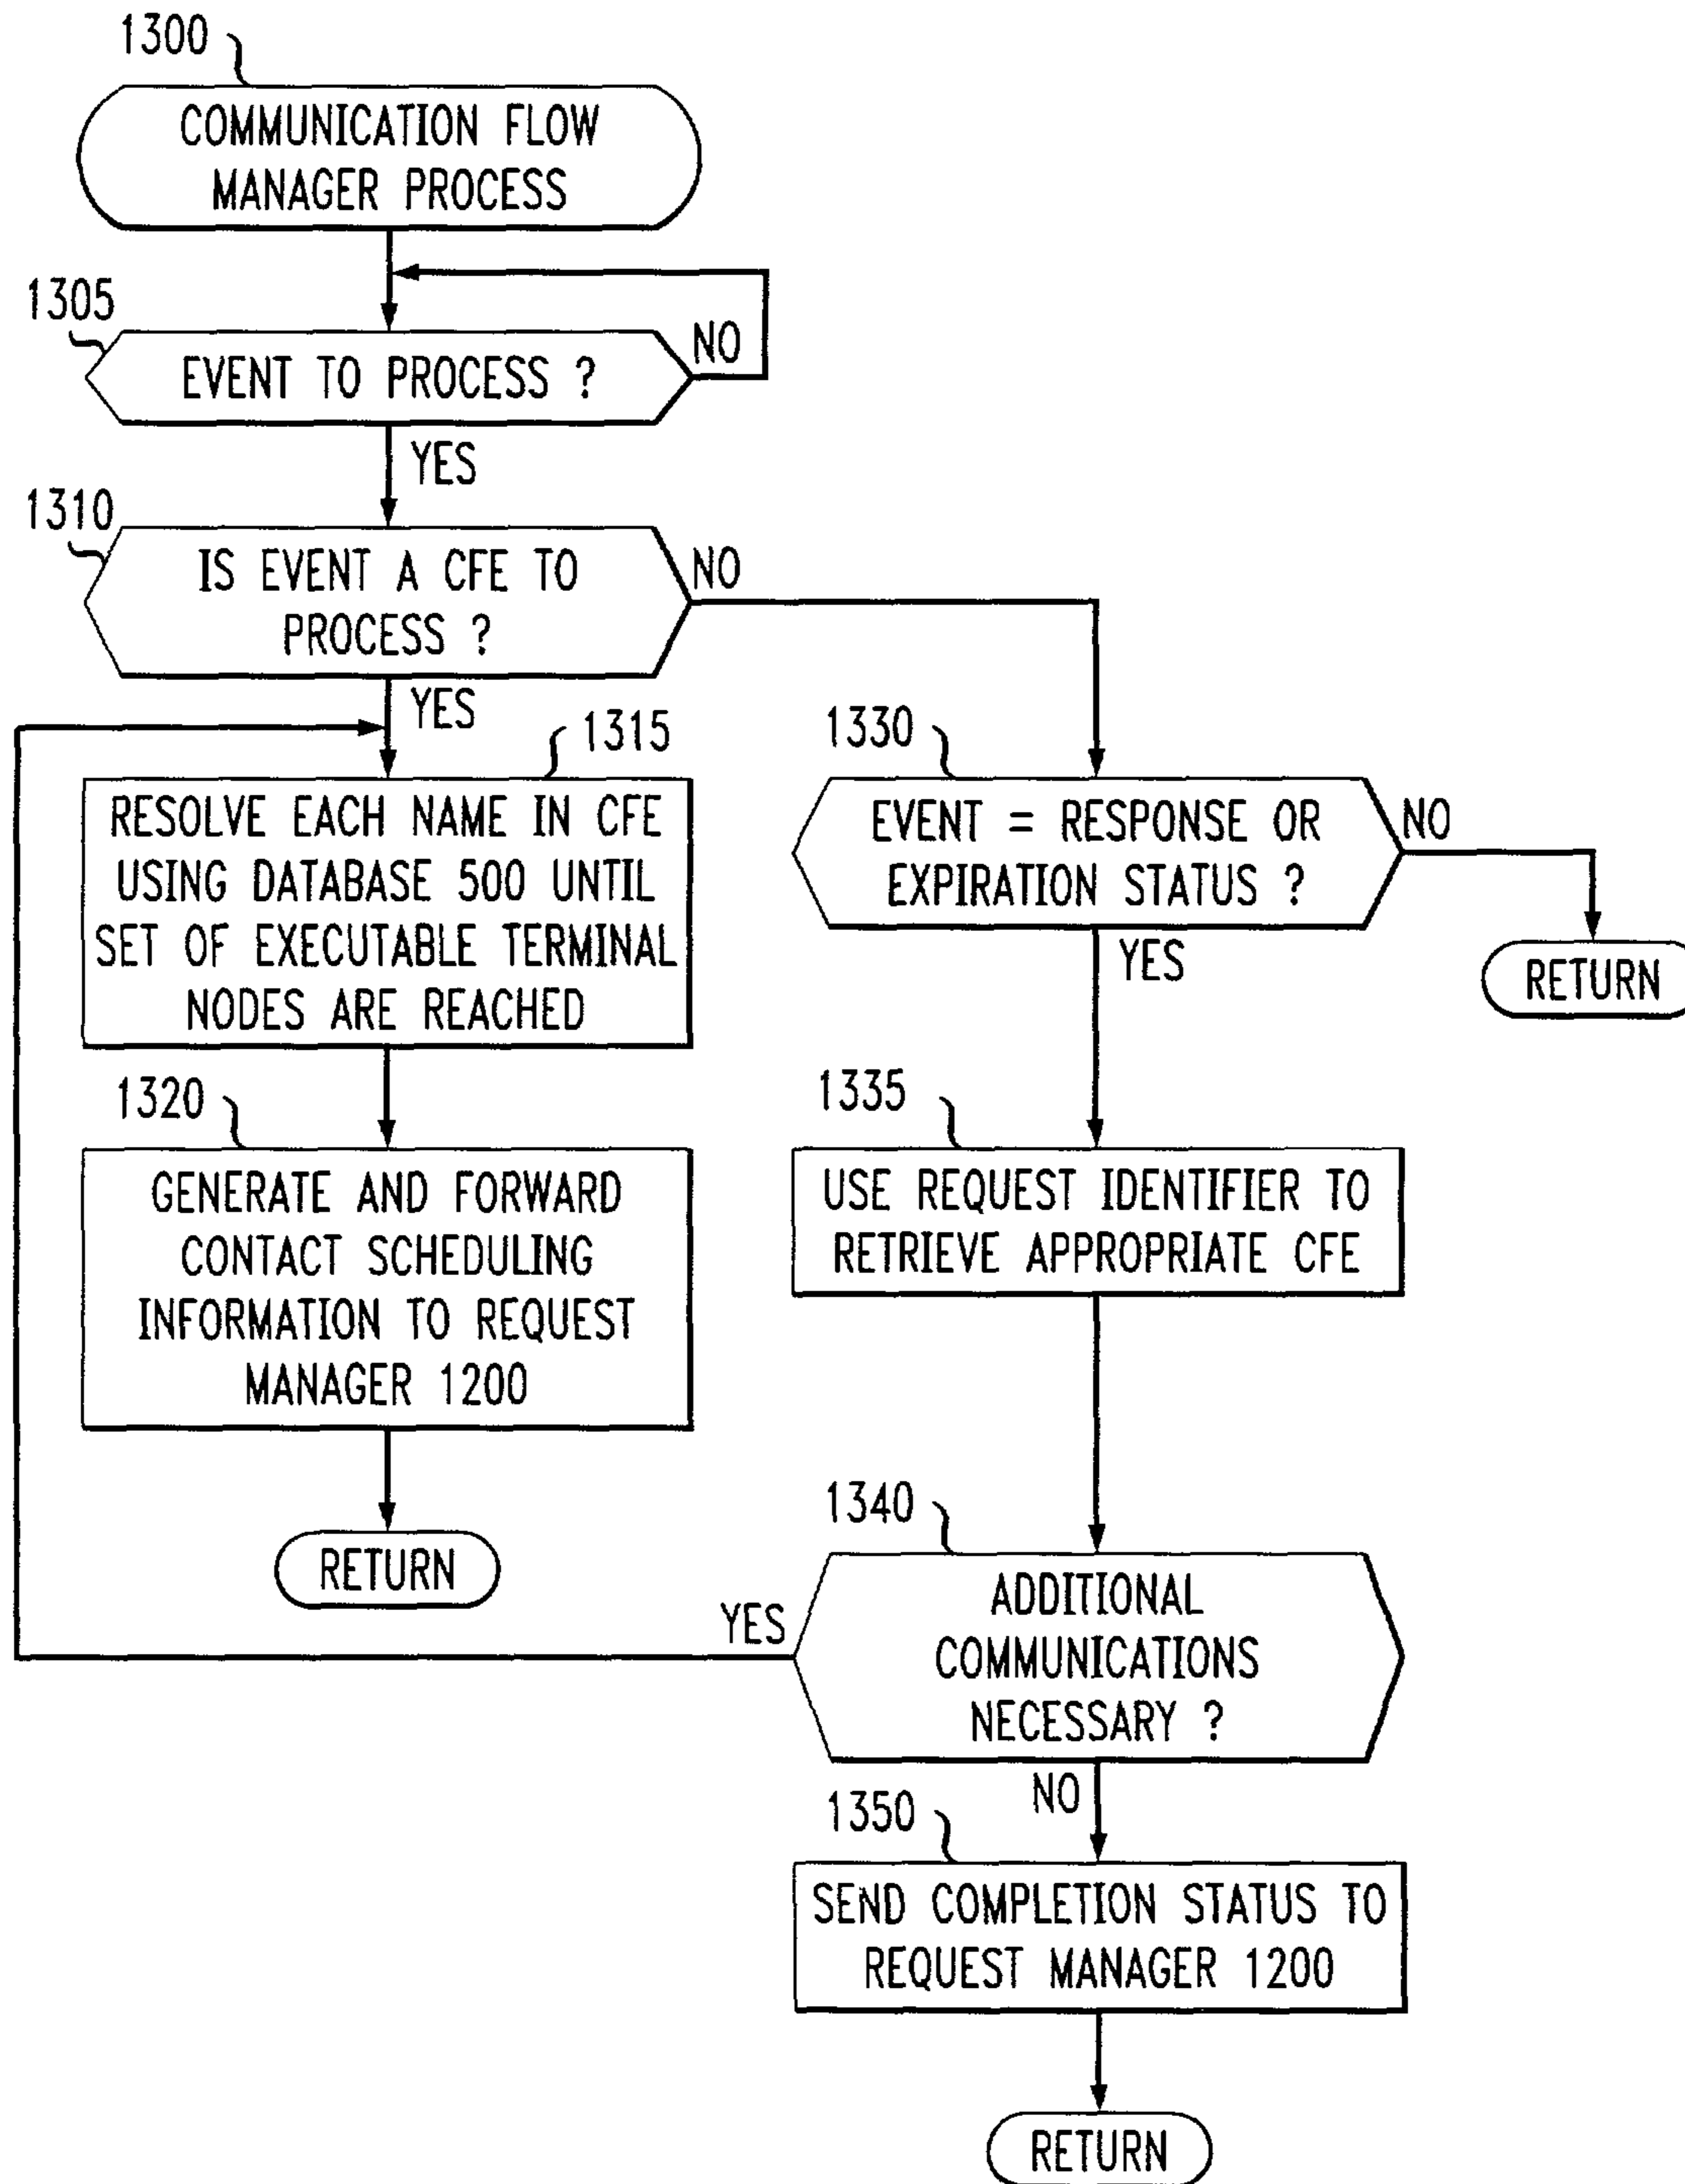 1300
COMMUNICATION FLOW
MANAGER PROCESS
1305
EVENT TO PROCESS ?
NO
YES
1310
IS EVENT A CFE TO
PROCESS ?
NO
YES
1315
RESOLVE EACH NAME IN CFE
USING DATABASE 500 UNTIL
SET OF EXECUTABLE TERMINAL
NODES ARE REACHED
1320
GENERATE AND FORWARD
CONTACT SCHEDULING
INFORMATION TO REQUEST
MANAGER 1200
RETURN
1330
EVENT = RESPONSE OR
EXPIRATION STATUS ?
NO
RETURN
YES
1335
USE REQUEST IDENTIFIER TO
RETRIEVE APPROPRIATE CFE
1340
ADDITIONAL
COMMUNICATIONS
NECESSARY ?
YES
NO
1350
SEND COMPLETION STATUS TO
REQUEST MANAGER 1200
RETURN